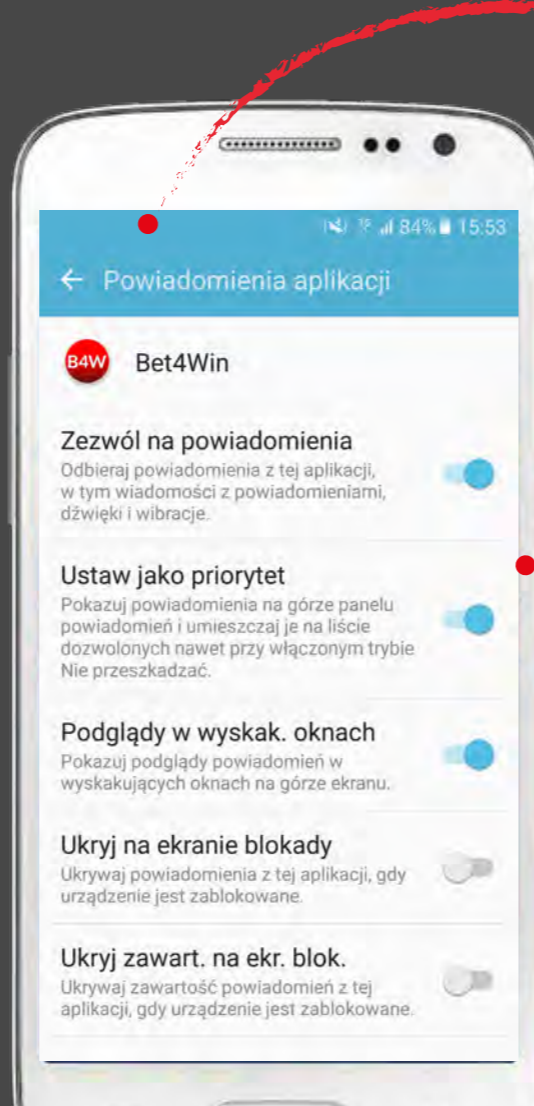 84% 15:53
Powiadomienia aplikacji
B4W Bet4Win
Zezwól na powiadomienia
Odbieraj powiadomienia z tej aplikacji,
w tym wiadomości z powiadomieniami,
dźwięki i wibracje.
Ustaw jako priorytet
Pokazuj powiadomienia na górze panelu
powiadomień i umieszczaj je na liście
dozwolonych nawet przy włączonym trybie
Nie przeszkadzać.
Podglądy w wyskak. oknach
Pokazuj podglądy powiadomień w
wyskakujących oknach na górze ekranu.
Ukryj na ekranie blokady
Ukrywaj powiadomienia z tej aplikacji, gdy
urządzenie jest zablokowane.
Ukryj zawart. na ekr. blok.
Ukrywaj zawartość powiadomień z tej
aplikacji, gdy urządzenie jest zablokowane.